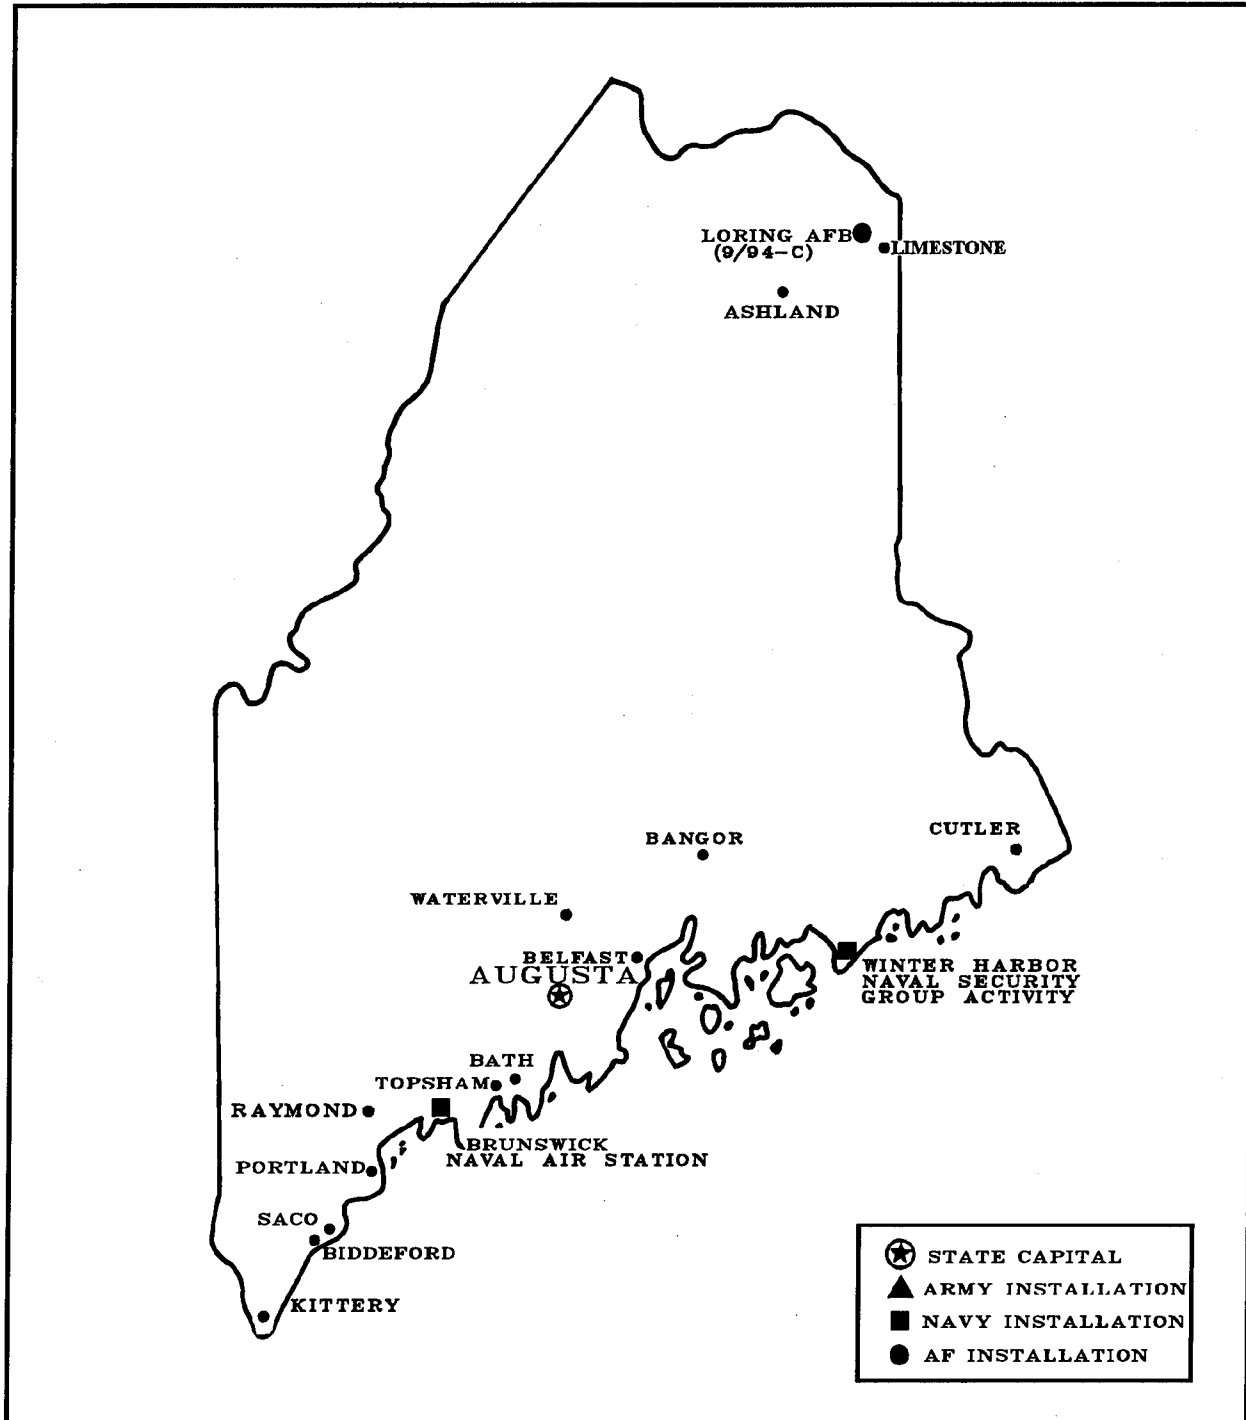 LORING AFB
(9/94-C)
LIMESTONE
ASHLAND
CUTLER
BANGOR
WATERVILLE
BELFAST
AUGUSTA
WINTER HARBOR
NAVAL SECURITY
GROUP ACTIVITY
BATH
TOPSHAM
RAYMOND
BRUNSWICK
NAVAL AIR STATION
PORTLAND
SACO
BIDDEFORD
KITTERY
STATE CAPITAL
ARMY INSTALLATION
NAVY INSTALLATION
AF INSTALLATION